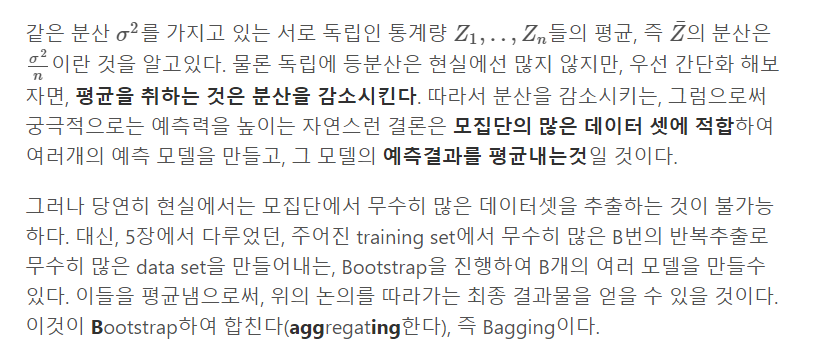 같은 분산 σ²를 가지고 있는 서로 독립인 통계량 Z₁, . . , Zₙ들의 평균, 즉 Z̄의 분산은
σ²/n 이란 것을 알고있다. 물론 독립에 등분산은 현실에선 많지 않지만, 우선 간단화 해보
자면, 평균을 취하는 것은 분산을 감소시킨다. 따라서 분산을 감소시키는, 그럼으로써
궁극적으로는 예측력을 높이는 자연스런 결론은 모집단의 많은 데이터 셋에 적합하여
여러개의 예측 모델을 만들고, 그 모델의 예측결과를 평균내는것일 것이다.
그러나 당연히 현실에서는 모집단에서 무수히 많은 데이터셋을 추출하는 것이 불가능
하다. 대신, 5장에서 다루었던, 주어진 training set에서 무수히 많은 B번의 반복추출로
무수히 많은 data set을 만들어내는, Bootstrap을 진행하여 B개의 여러 모델을 만들수
있다. 이들을 평균냄으로써, 위의 논의를 따라가는 최종 결과물을 얻을 수 있을 것이다.
이것이 Bootstrap하여 합친다(aggregating한다), 즉 Bagging이다.